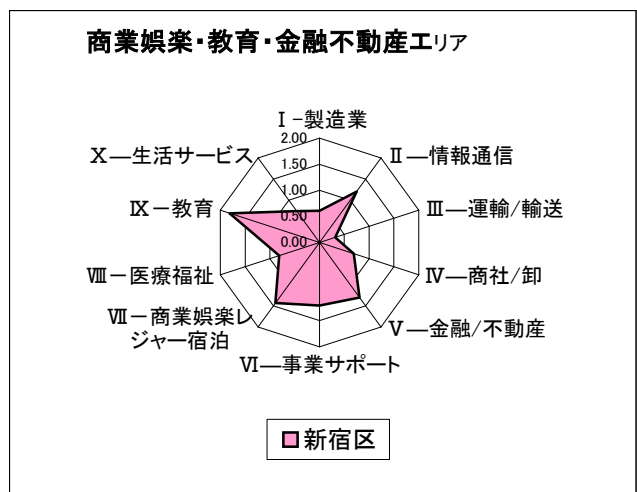 商業娯楽・教育・金融不動産エリア
Ⅰ－製造業
2.00
1.50
1.00
0.50
0.00
Ⅱ—情報通信
Ⅲ—運輸/輸送
Ⅳ—商社/卸
Ⅴ—金融/不動産
Ⅵ—事業サポート
Ⅶ－商業娯楽レ
ジャー宿泊
Ⅷ－医療福祉
Ⅸ－教育
Ⅹ—生活サービス
新宿区